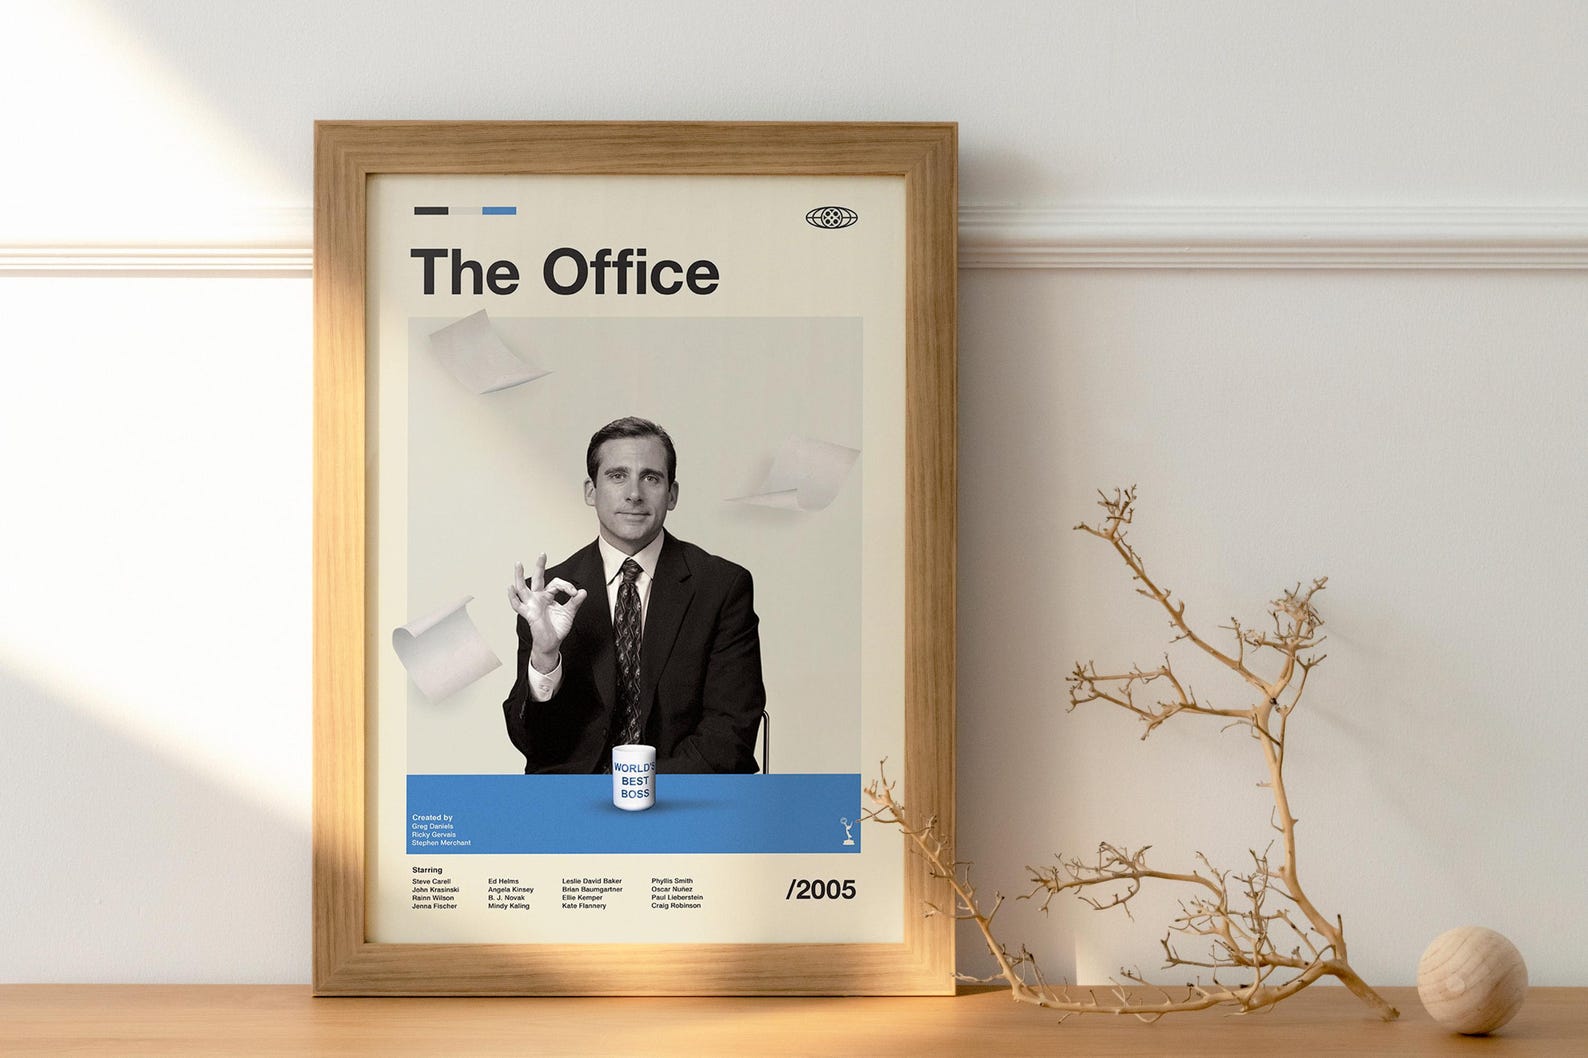 The Office
WORLD'S
BEST
BOSS
Created by
Greg Daniels
Ricky Gervais
Stephen Merchant
Starring
Steve Carell
John Krasinski
Rainn Wilson
Jenna Fischer
Ed Helms
Angela Kinsey
B. J. Novak
Mindy Kaling
Leslie David Baker
Brian Baumgartner
Ellie Kemper
Kate Flannery
Phyllis Smith
Oscar Nuñez
Paul Lieberstein
Craig Robinson
/2005